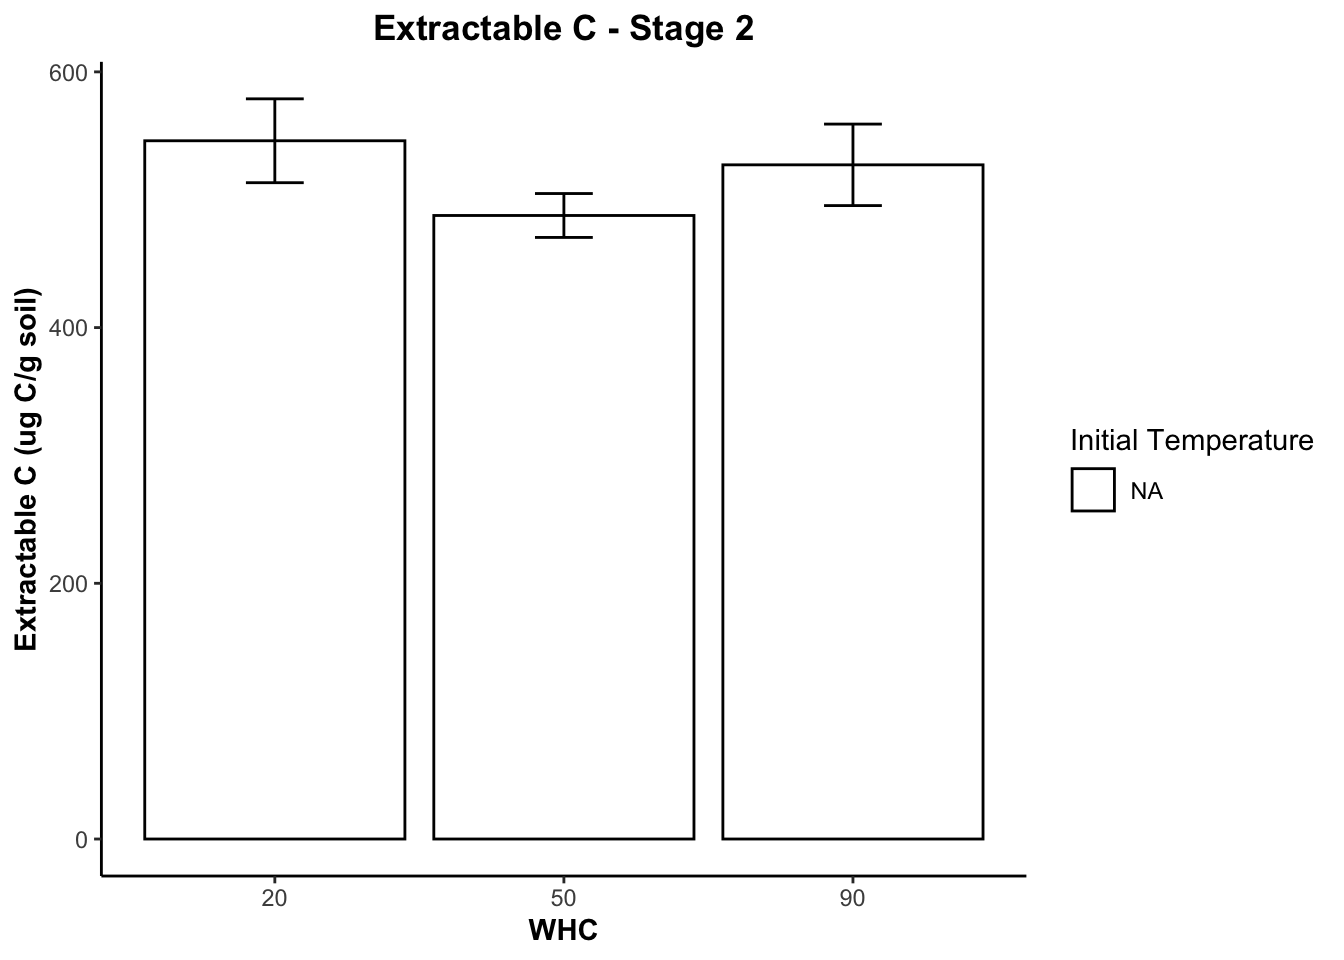 Extractable C - Stage 2
600
400
200
0
Extractable C (ug C/g soil)
20 50 90
WHC
Initial Temperature
NA